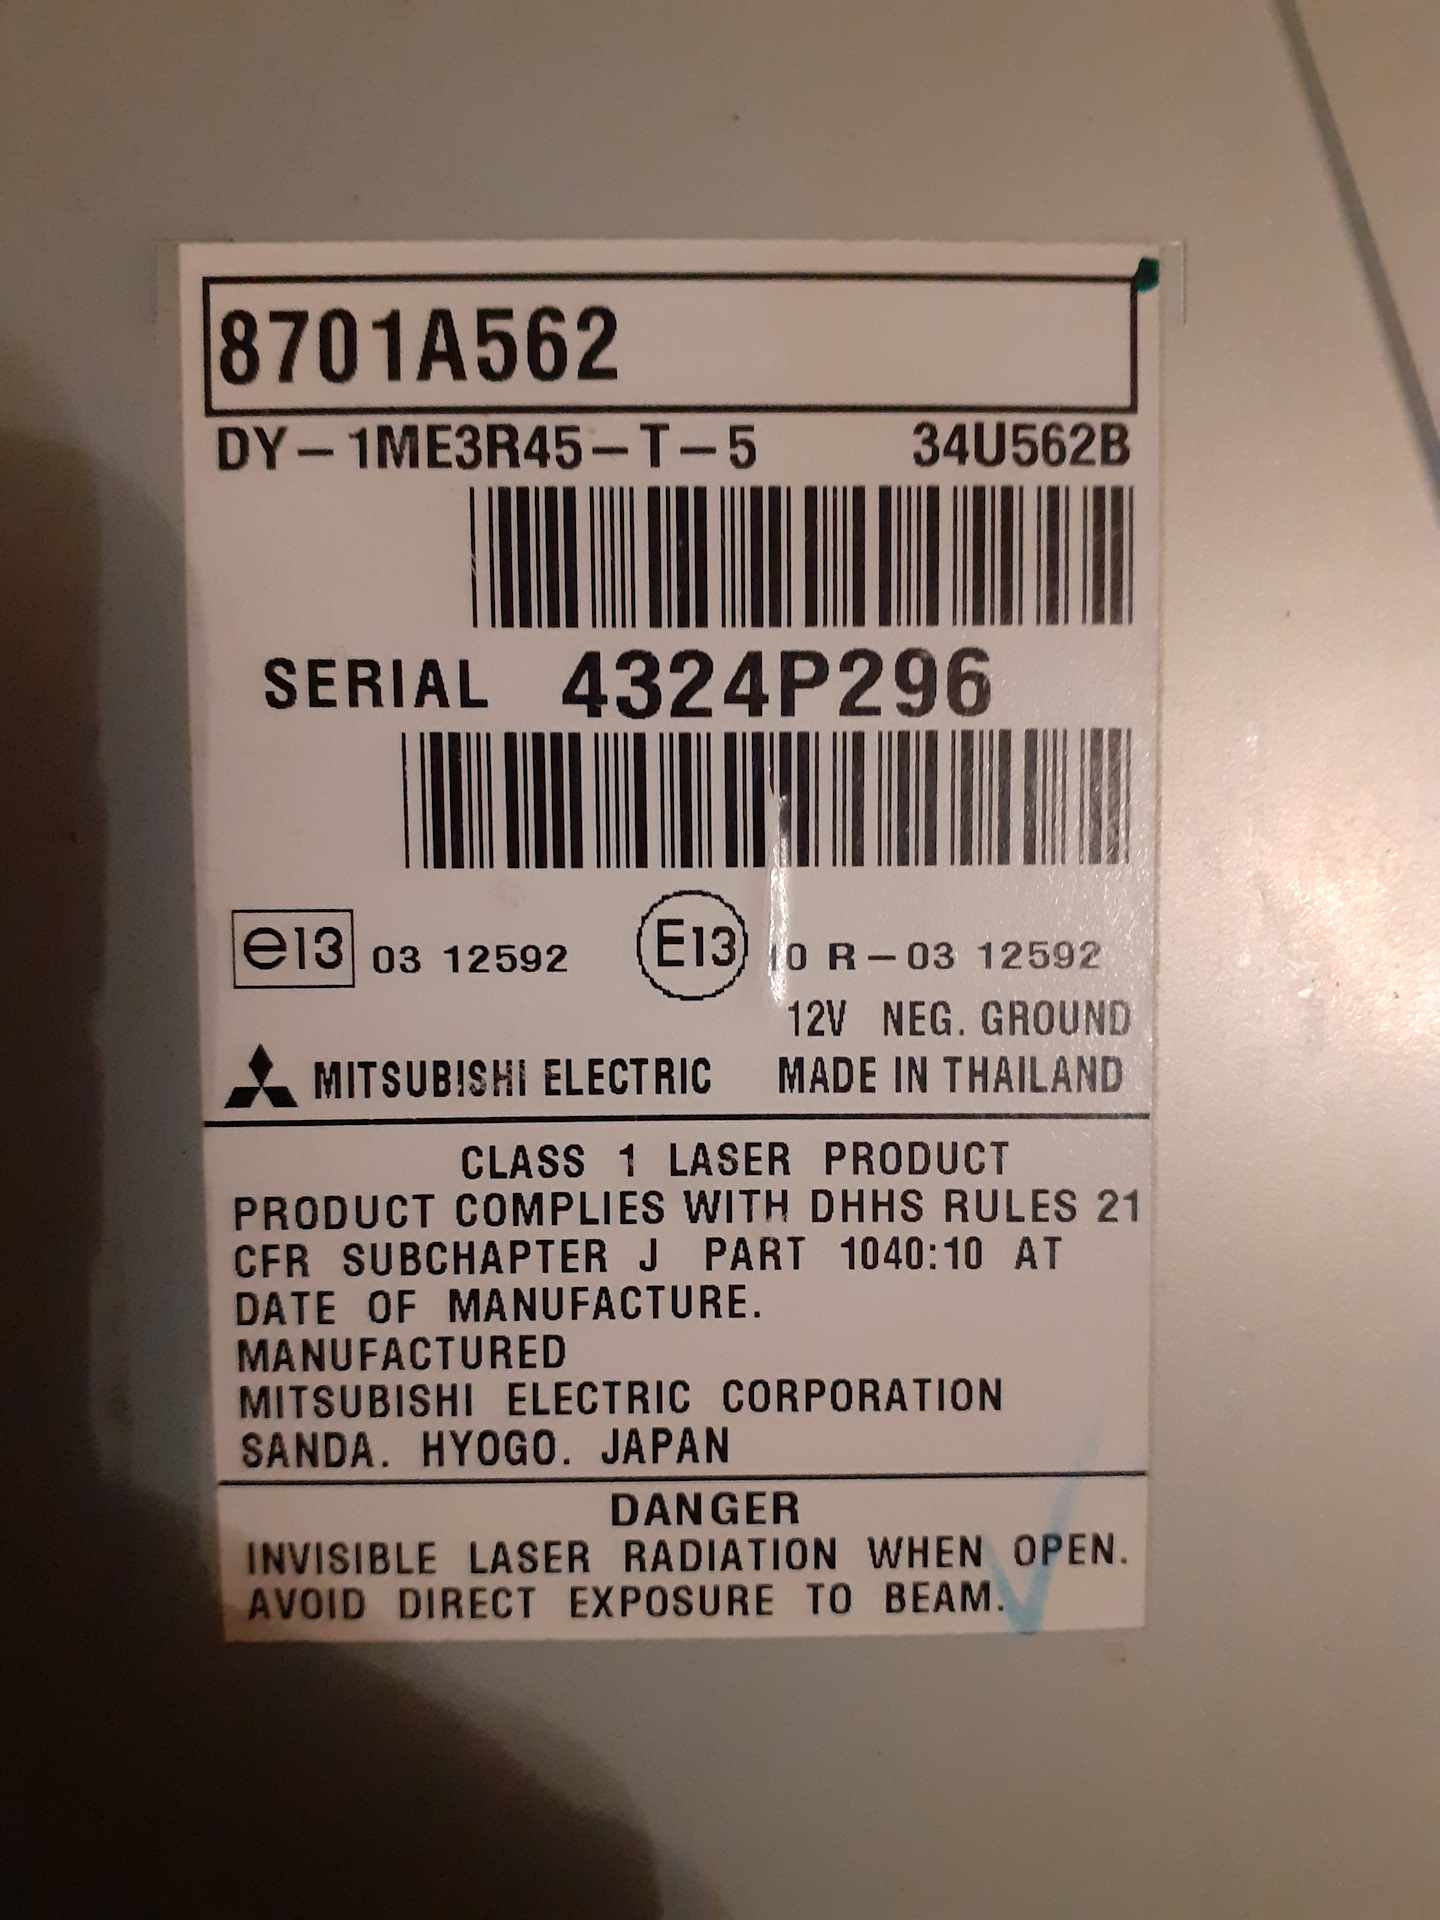 8701A562
DY-1ME3R45-T-5 34U562B
SERIAL 4324P296
e13 03 12592 E13 10 R-03 12592
12V NEG. GROUND
MITSUBISHI ELECTRIC MADE IN THAILAND
CLASS 1 LASER PRODUCT
PRODUCT COMPLIES WITH DHHS RULES 21
CFR SUBCHAPTER J PART 1040:10 AT
DATE OF MANUFACTURE.
MANUFACTURED
MITSUBISHI ELECTRIC CORPORATION
SANDA. HYOGO. JAPAN
DANGER
INVISIBLE LASER RADIATION WHEN OPEN.
AVOID DIRECT EXPOSURE TO BEAM.